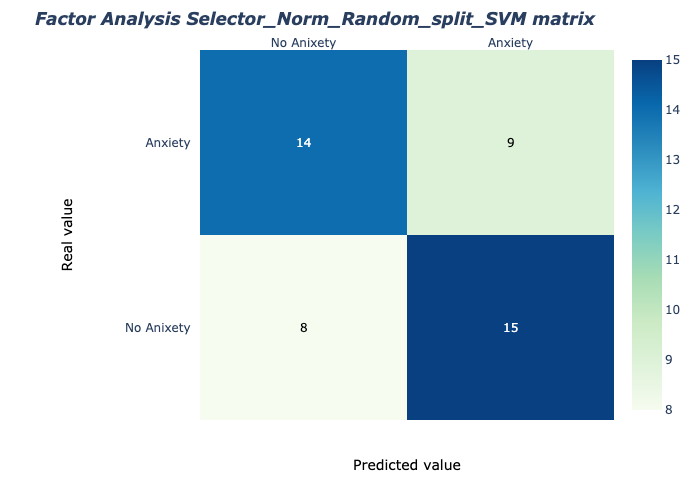 Factor Analysis Selector_Norm_Random_split_SVM matrix
No Anixety
Anxiety
15
14
13
12
11
10
9
8
Anxiety
14
9
Real value
No Anixety
8
15
Predicted value